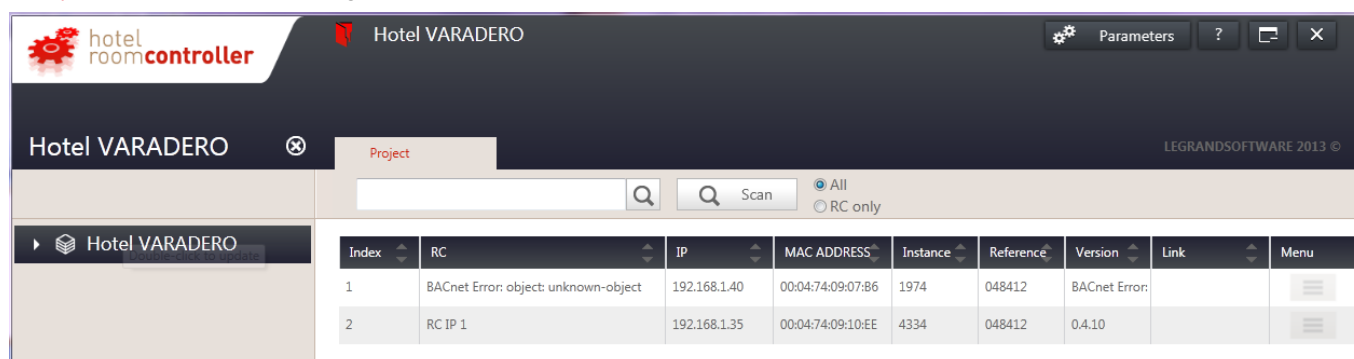 hotel
roomcontroller
Hotel VARADERO
Parameters ?
Hotel VARADERO
Project
LEGRANDSOFTWARE 2013 ©
Scan
All
RC only
Hotel VARADERO
Double-click to update
Index RC IP MAC ADDRESS Instance Reference Version Link Menu
1 BACnet Error: object: unknown-object 192.168.1.40 00:04:74:09:07:B6 1974 048412 BACnet Error:
2 RC IP 1 192.168.1.35 00:04:74:09:10:EE 4334 048412 0.4.10